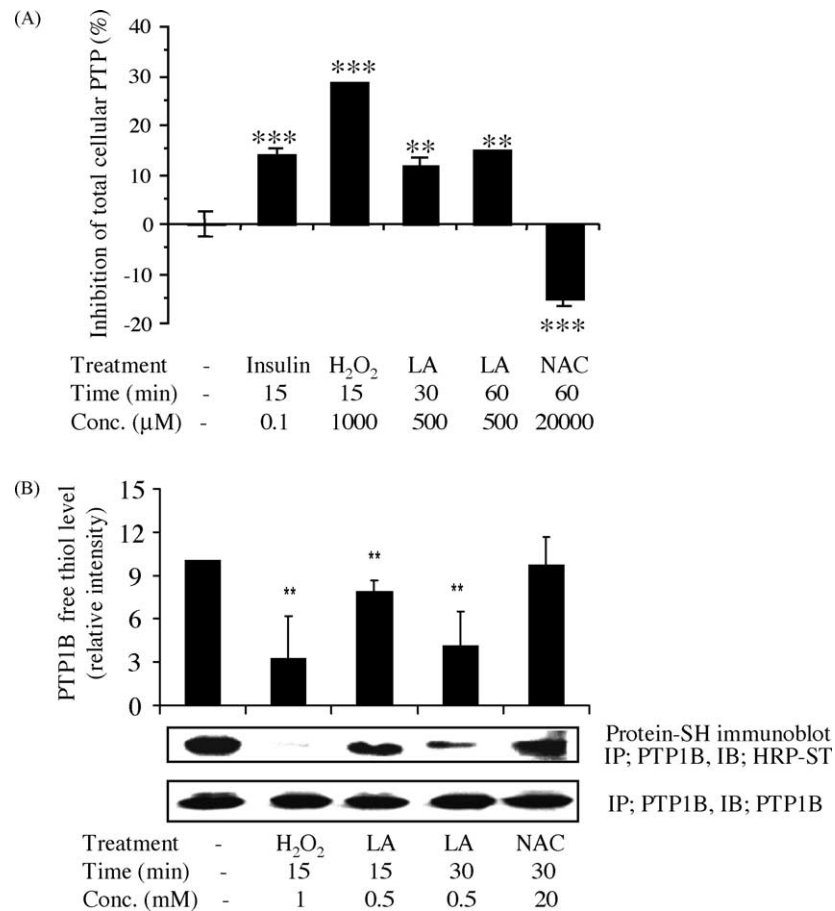 (A)
Inhibition of total cellular PTP (%)
40
30
20
10
0
-10
-20
***
***
**
**
***
Treatment - Insulin H₂O₂ LA LA NAC
Time (min) - 15 15 30 60 60
Conc. (μM) - 0.1 1000 500 500 20000
(B)
PTP1B free thiol level
(relative intensity)
15
12
9
6
3
0
**
**
**
Protein-SH immunoblot
IP; PTP1B, IB; HRP-ST
IP; PTP1B, IB; PTP1B
Treatment - H₂O₂ LA LA NAC
Time (min) - 15 15 30 30
Conc. (mM) - 1 0.5 0.5 20